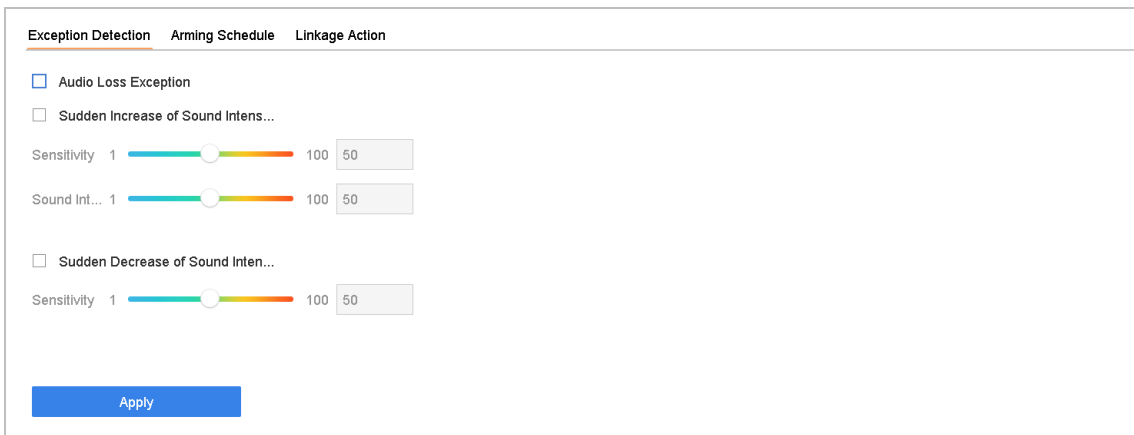 Exception Detection Arming Schedule Linkage Action
Audio Loss Exception
Sudden Increase of Sound Intens...
Sensitivity 1 100 50
Sound Int... 1 100 50
Sudden Decrease of Sound Inten...
Sensitivity 1 100 50
Apply